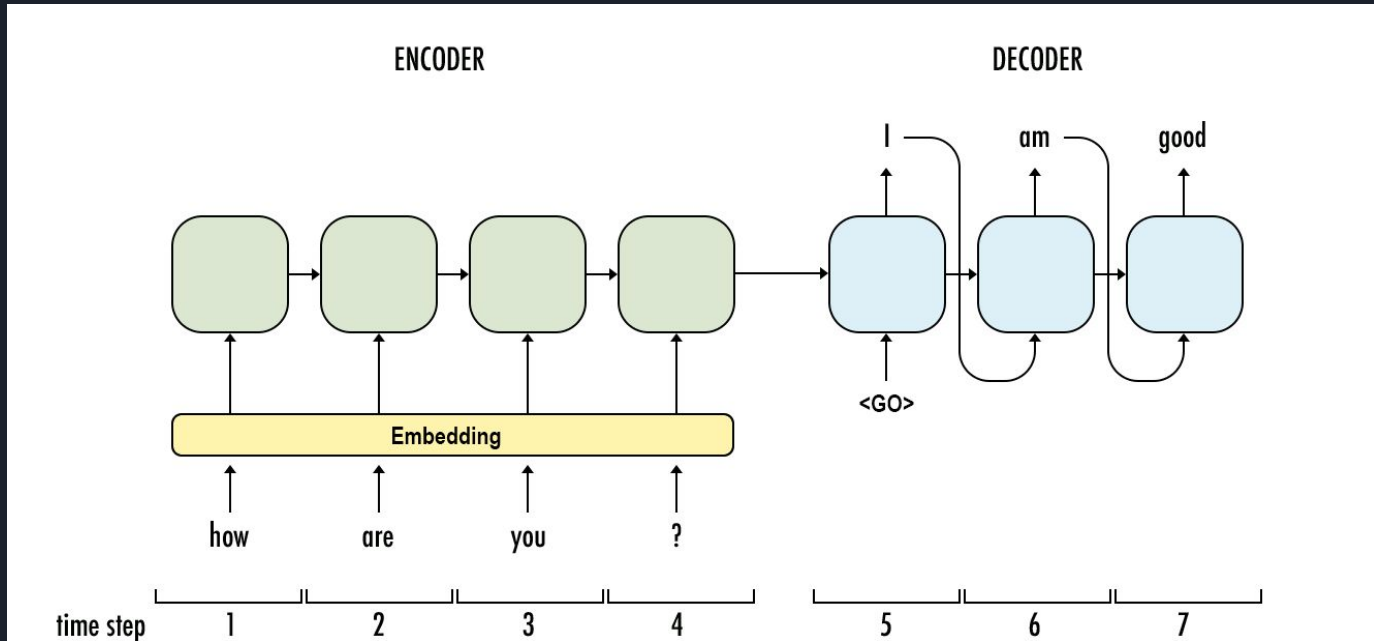 ENCODER DECODER
I am good
<GO>
Embedding
how are you ?
time step 1 2 3 4 5 6 7